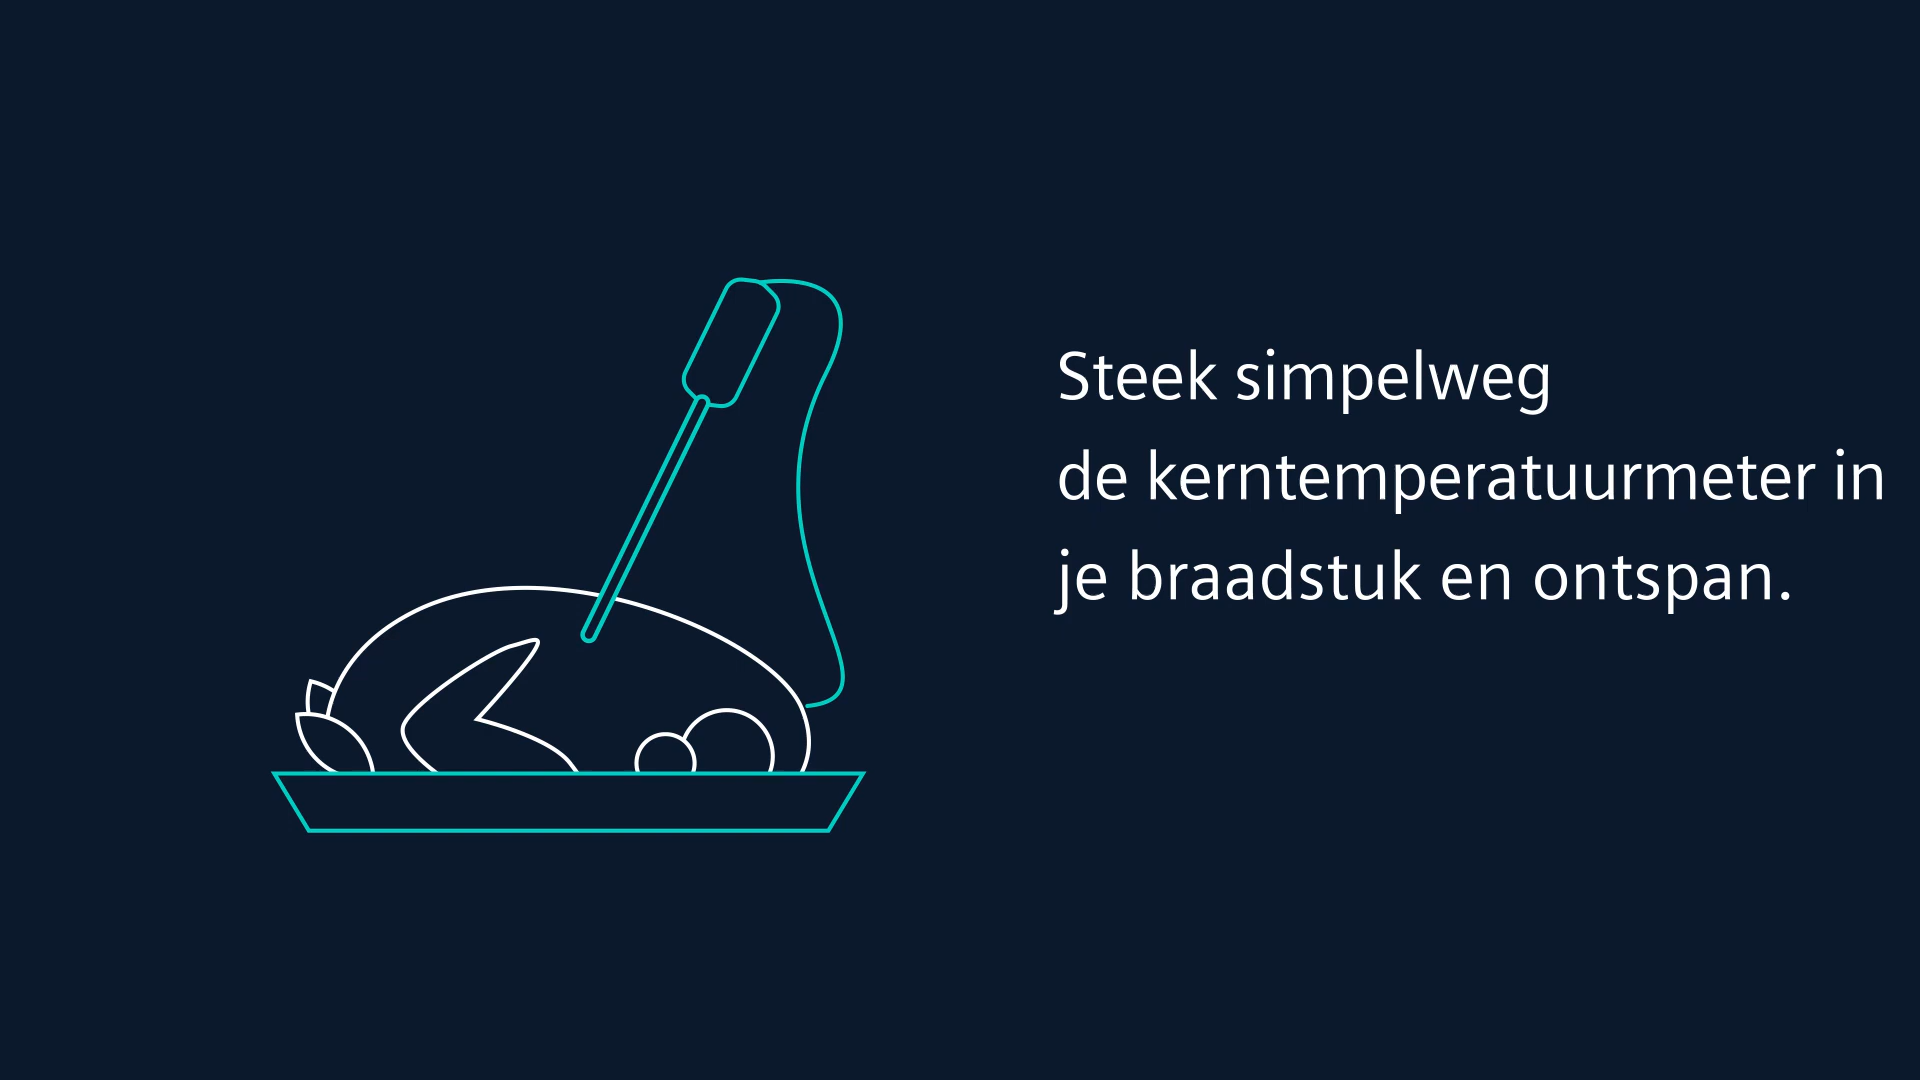 Steek simpelweg
de kerntemperatuurmeter in
je braadstuk en ontspan.